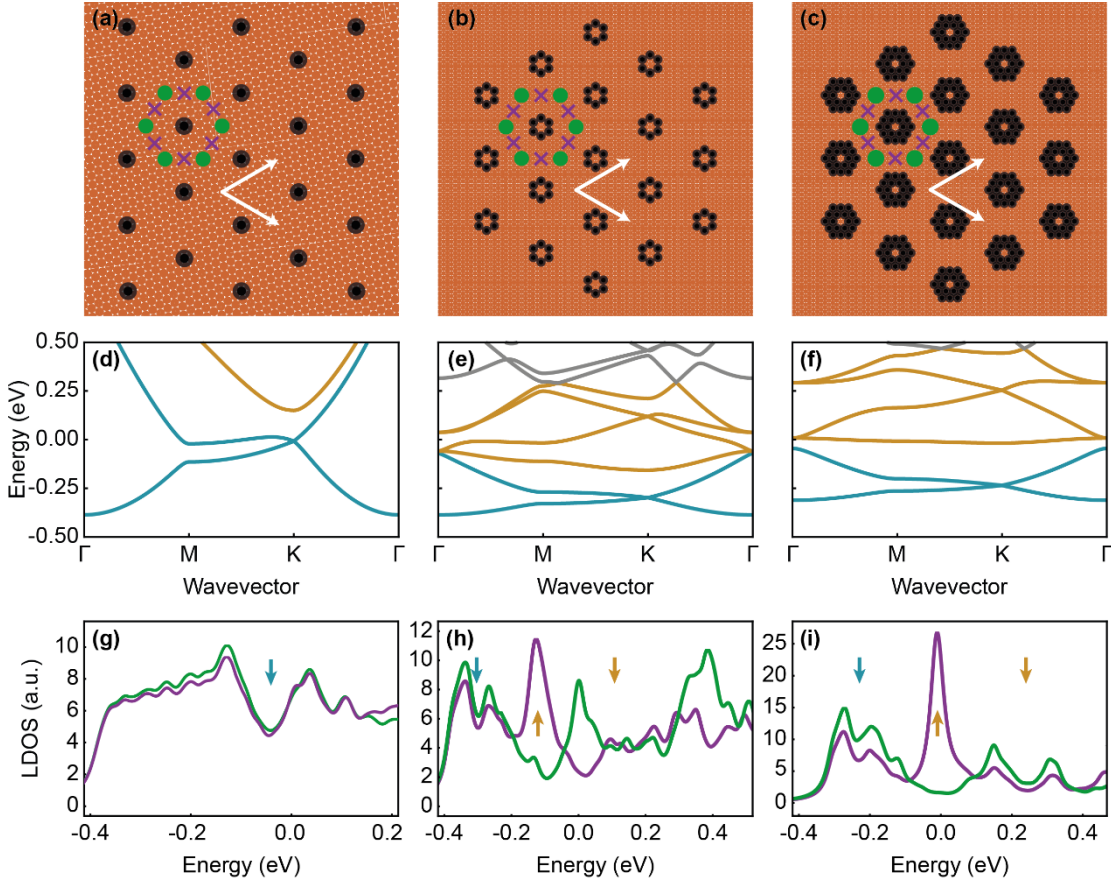 (a) (b) (c)
(d) (e) (f)
Energy (eV)
0.50
0.25
0.00
-0.25
-0.50
Γ M K Γ
Γ M K Γ
Γ M K Γ
Wavevector Wavevector Wavevector
(g) (h) (i)
LDOS (a.u.)
10
8
6
4
2
0
12
10
8
6
4
2
0
25
20
15
10
5
0
-0.4 -0.2 0.0 0.2
-0.4 -0.2 0.0 0.2 0.4
-0.4 -0.2 0.0 0.2 0.4
Energy (eV) Energy (eV) Energy (eV)